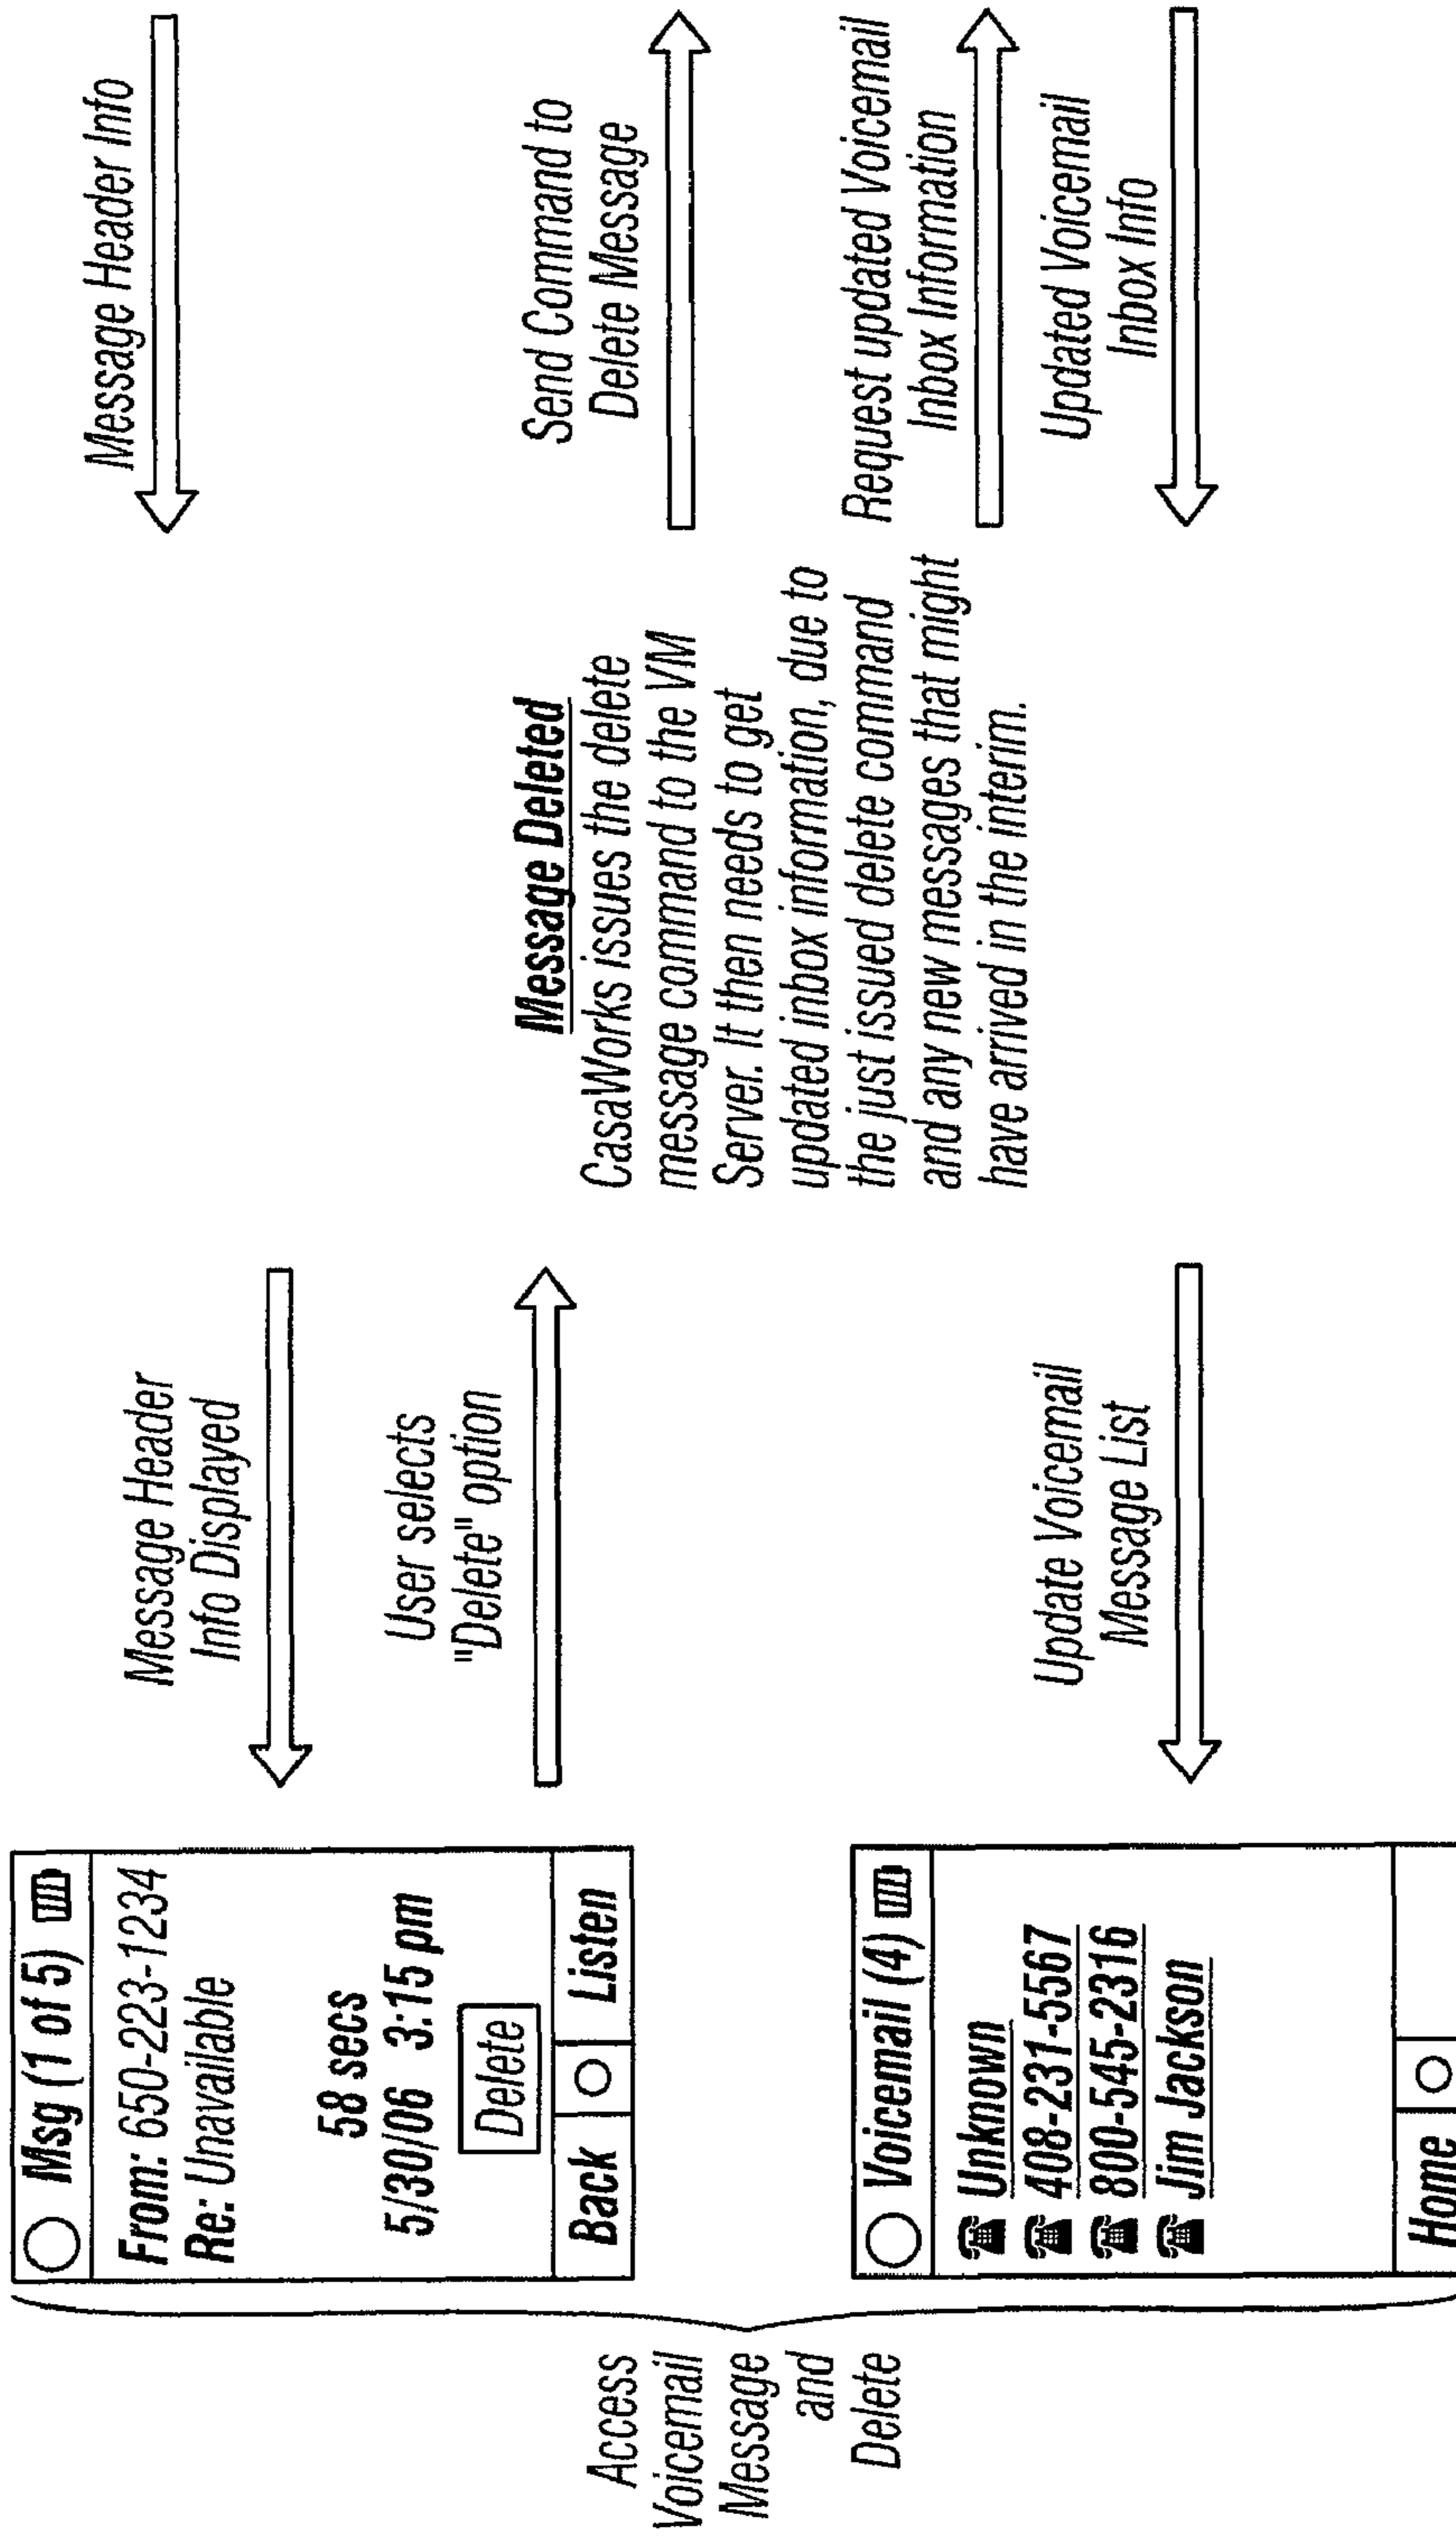 Access
Voicemail
Message
and
Delete
Msg (1 of 5)
From: 650-223-1234
Re: Unavailable
58 secs
5/30/06 3:15 pm
Delete
Back
Listen
Message Header
Info Displayed
User selects
"Delete" option
Message Header Info
Message Deleted
CasaWorks issues the delete
message command to the VM
Server. It then needs to get
updated inbox information, due to
the just issued delete command
and any new messages that might
have arrived in the interim.
Send Command to
Delete Message
Request updated Voicemail
Inbox Information
Updated Voicemail
Inbox Info
Voicemail (4)
Unknown
408-231-5567
800-545-2316
Jim Jackson
Home
Update Voicemail
Message List